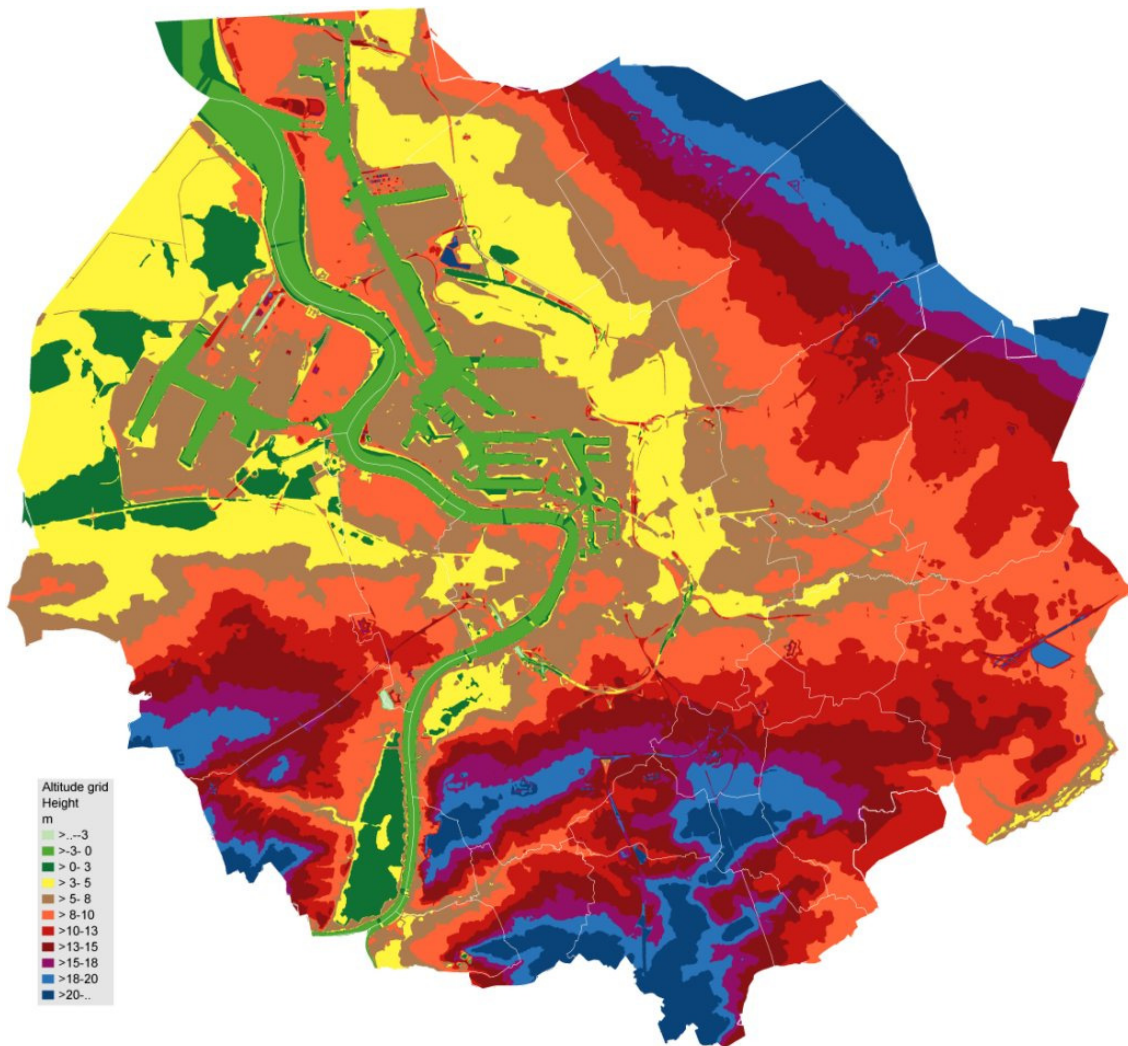 Altitude grid
Height
m
>..--3
>-3- 0
> 0- 3
> 3- 5
> 5- 8
> 8-10
>10-13
>13-15
>15-18
>18-20
>20-..